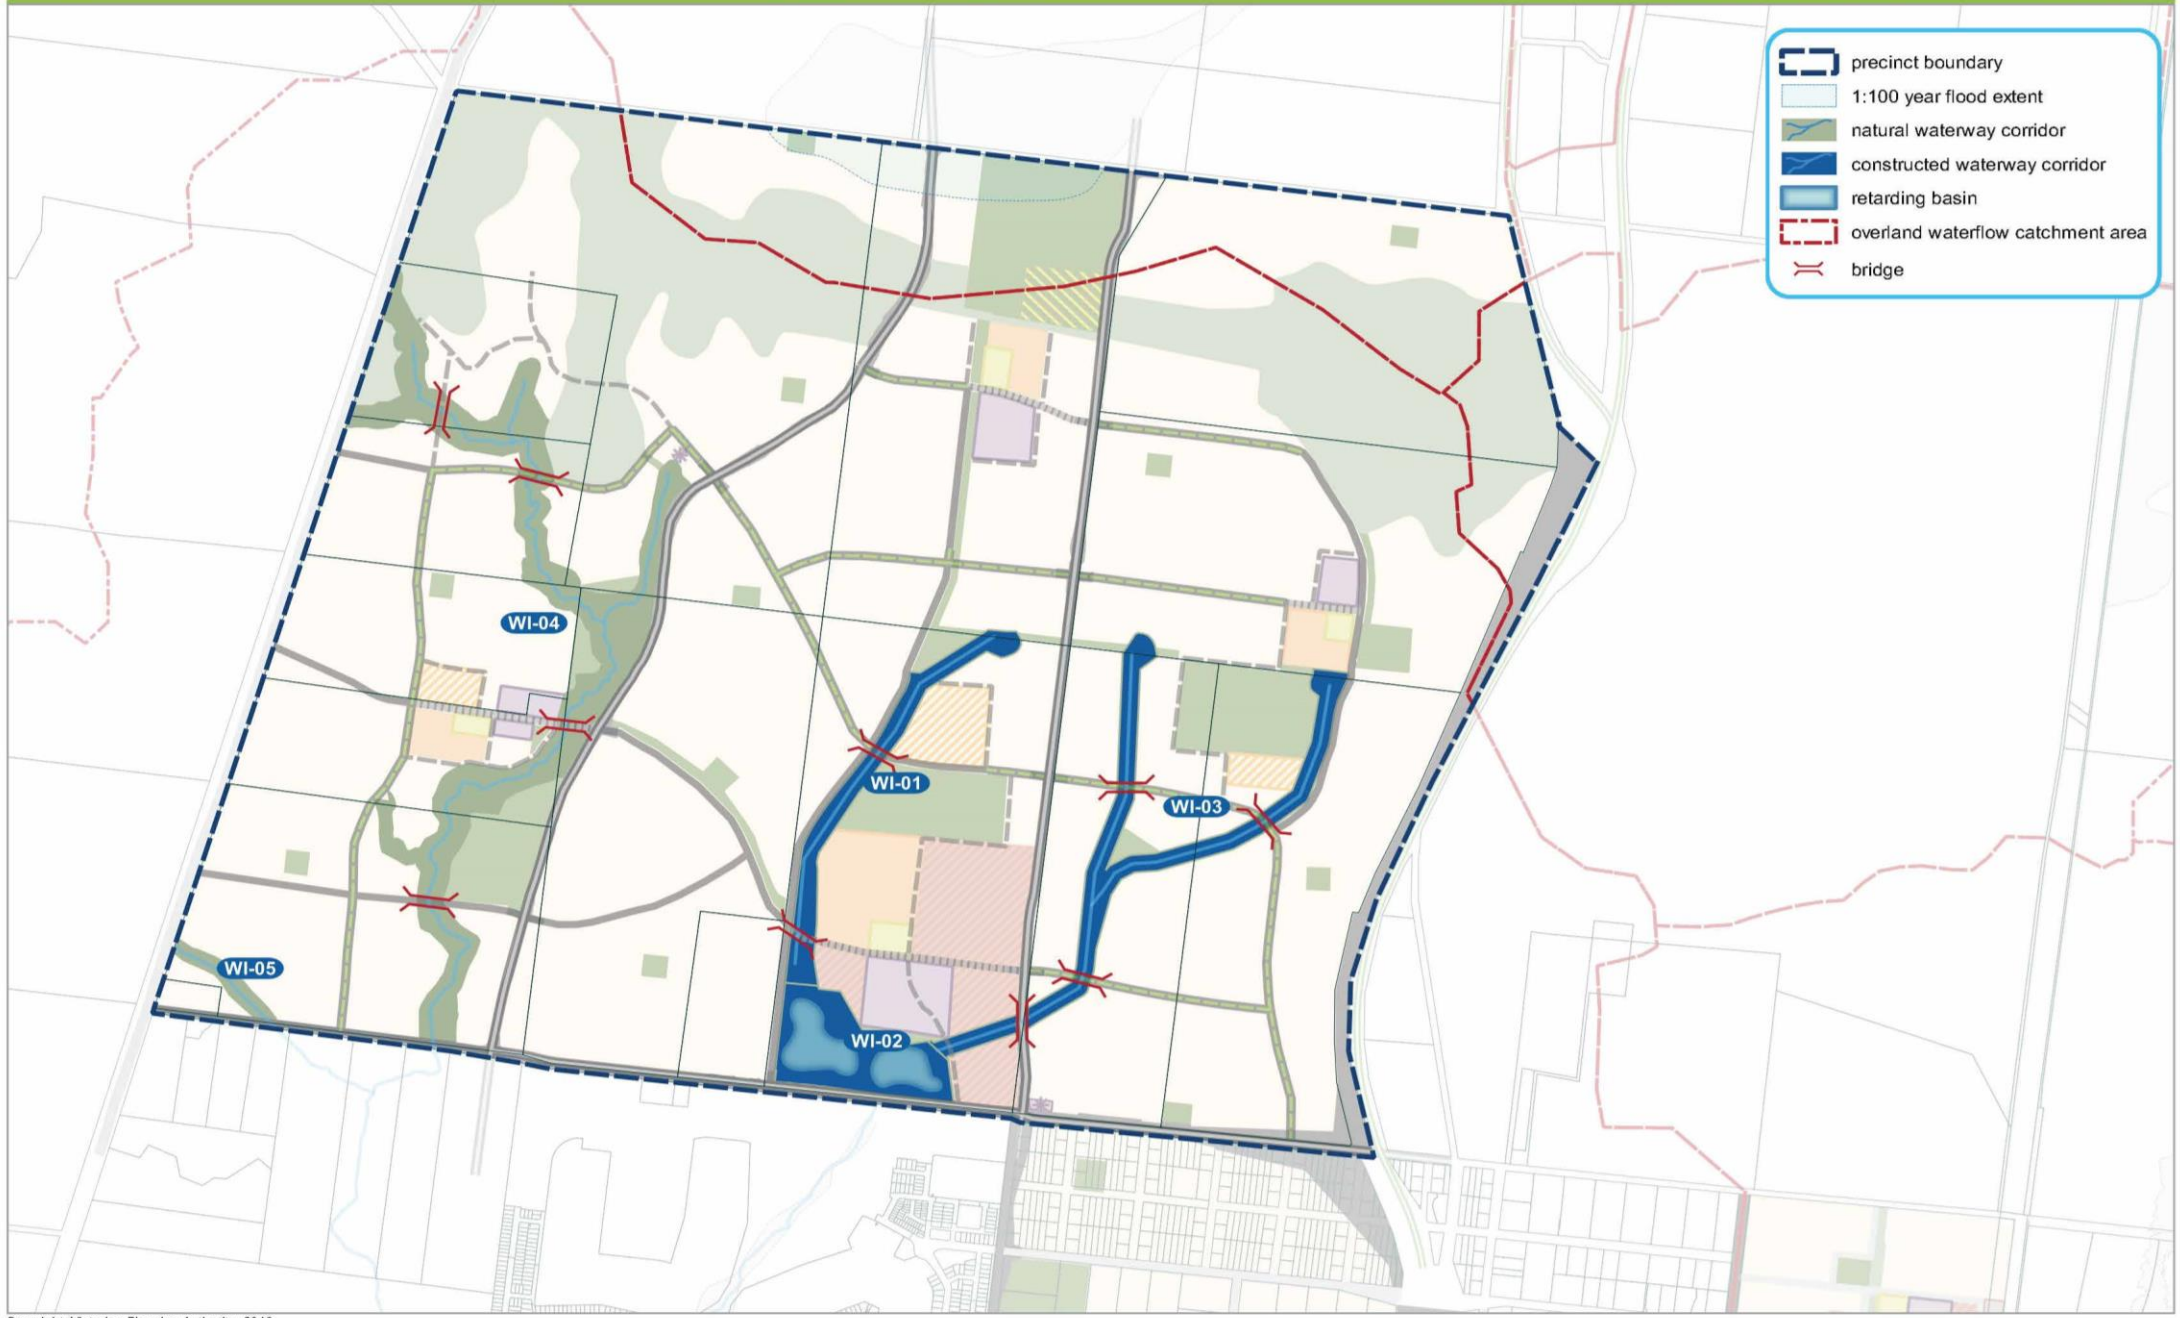 precinct boundary
1:100 year flood extent
natural waterway corridor
constructed waterway corridor
retarding basin
overland waterflow catchment area
bridge
WI-04
WI-01
WI-03
WI-05
WI-02